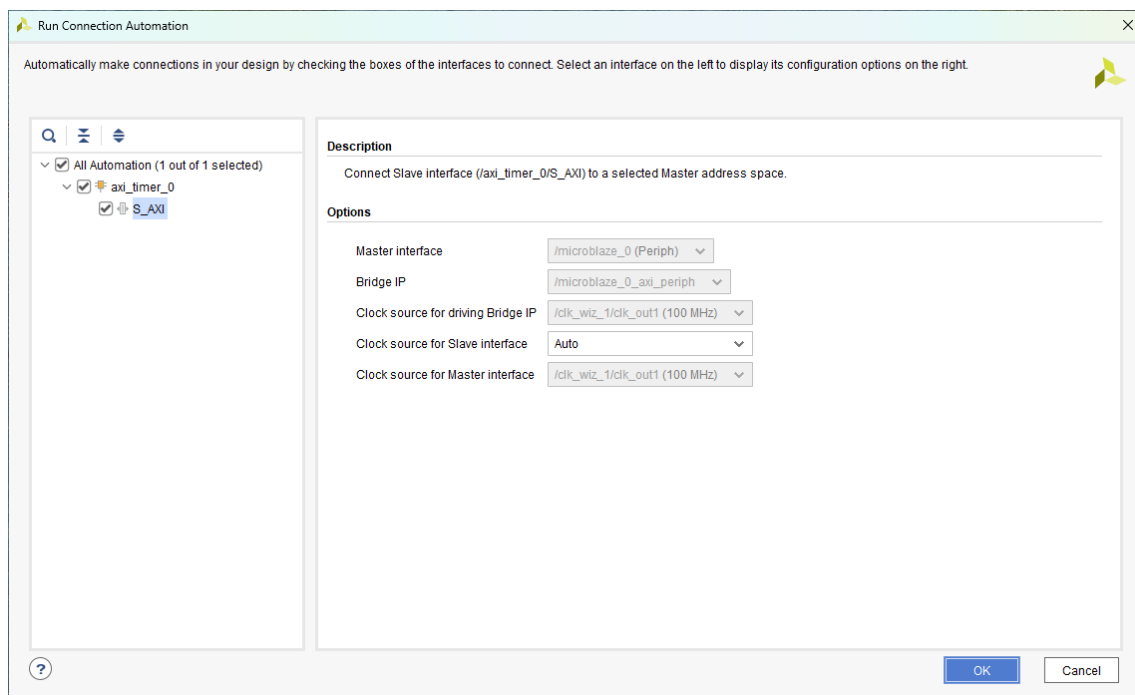 Run Connection Automation
Automatically make connections in your design by checking the boxes of the interfaces to connect. Select an interface on the left to display its configuration options on the right.
All Automation (1 out of 1 selected)
axi_timer_0
S_AXI
Description
Connect Slave interface (/axi_timer_0/S_AXI) to a selected Master address space.
Options
Master interface /microblaze_0 (Periph)
Bridge IP /microblaze_0_axi_periph
Clock source for driving Bridge IP /clk_wiz_1/clk_out1 (100 MHz)
Clock source for Slave interface Auto
Clock source for Master interface /clk_wiz_1/clk_out1 (100 MHz)
?
OK Cancel